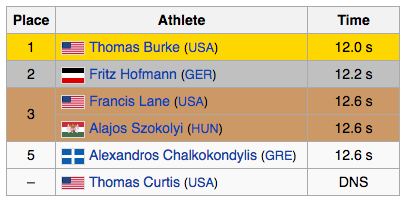 Place Athlete Time
1 Thomas Burke (USA) 12.0 s
2 Fritz Hofmann (GER) 12.2 s
3 Francis Lane (USA) 12.6 s
Alajos Szokolyi (HUN) 12.6 s
5 Alexandros Chalkokondylis (GRE) 12.6 s
– Thomas Curtis (USA) DNS